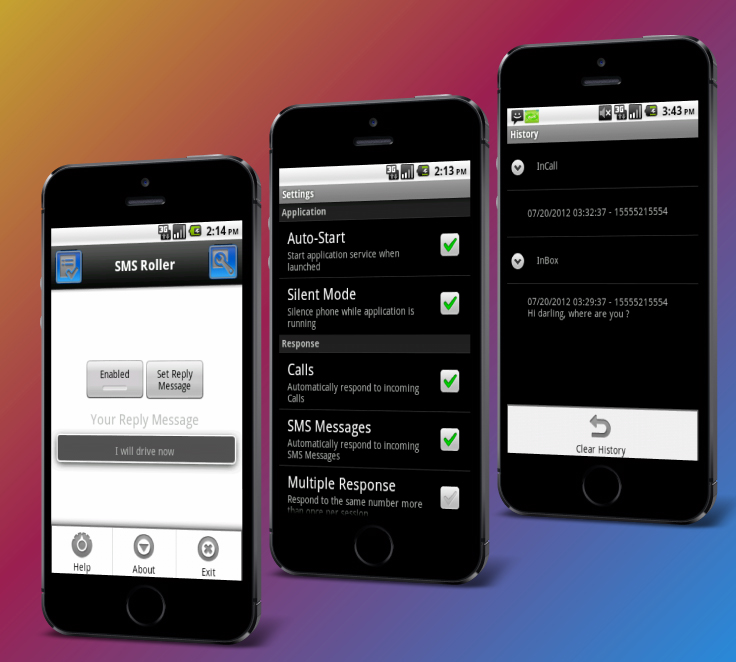 3G
2:14 PM
SMS Roller
Enabled
Set Reply
Message
Your Reply Message
I will drive now
Help
About
Exit
3G
2:13 PM
Settings
Application
Auto-Start
Start application service when
launched
Silent Mode
Silence phone while application is
running
Response
Calls
Automatically respond to incoming
Calls
SMS Messages
Automatically respond to incoming
SMS Messages
Multiple Response
Respond to the same number more
than once per session
3G
3:43 PM
History
InCall
07/20/2012 03:32:37 - 15555215554
InBox
07/20/2012 03:29:37 - 15555215554
Hi darling, where are you ?
Clear History